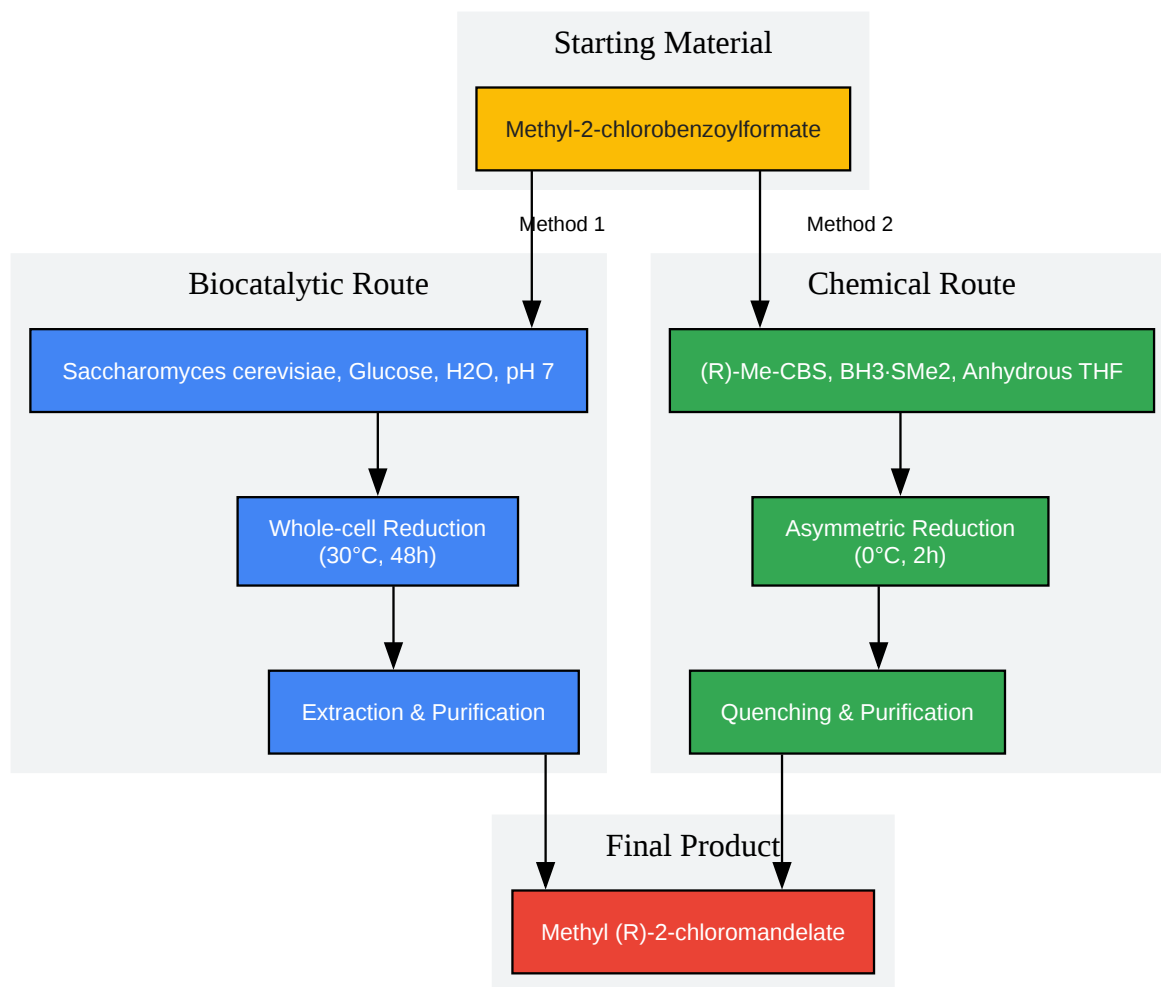 Starting Material
Methyl-2-chlorobenzoylformate
Method 1
Method 2
Biocatalytic Route
Saccharomyces cerevisiae, Glucose, H2O, pH 7
Whole-cell Reduction
(30°C, 48h)
Extraction & Purification
Chemical Route
(R)-Me-CBS, BH3·SMe2, Anhydrous THF
Asymmetric Reduction
(0°C, 2h)
Quenching & Purification
Final Product
Methyl (R)-2-chloromandelate